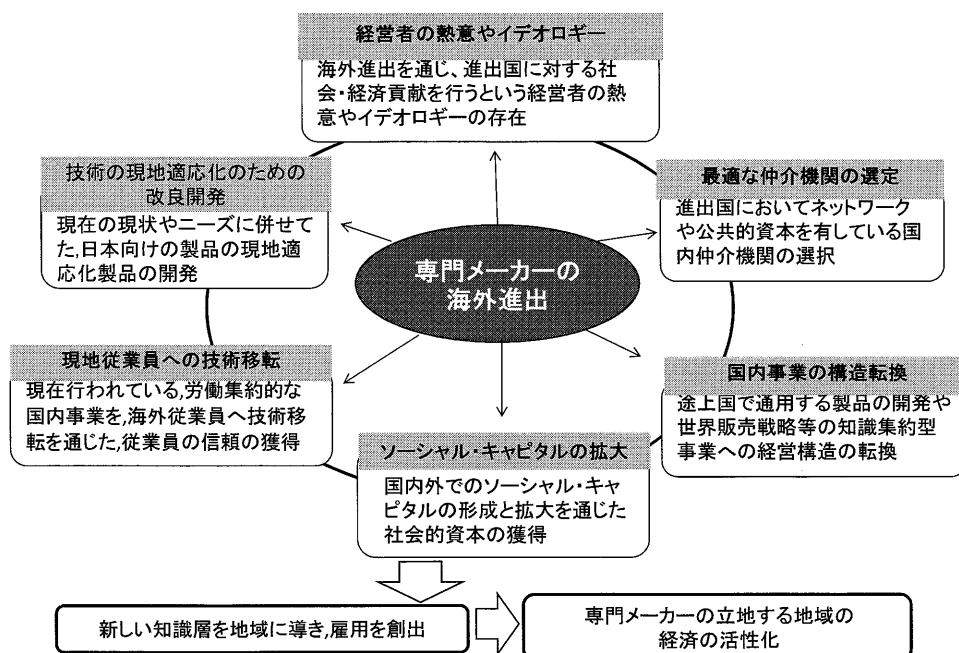 経営者の熱意やイデオロギー
海外進出を通じ、進出国に対する社
会・経済貢献を行うという経営者の熱
意やイデオロギーの存在
技術の現地適応化のための
改良開発
現在の現状やニーズに併せて
た,日本向けの製品の現地適
応化製品の開発
最適な仲介機関の選定
進出国においてネットワーク
や公共的資本を有している国
内仲介機関の選択
専門メーカーの
海外進出
現地従業員への技術移転
現在行われている,労働集約的な
国内事業を,海外従業員へ技術移
転を通じた,従業員の信頼の獲得
国内事業の構造転換
途上国で通用する製品の開発や
世界販売戦略等の知識集約型
事業への経営構造の転換
ソーシャル・キャピタルの拡大
国内外でのソーシャル・キャ
ピタルの形成と拡大を通じた
社会的資本の獲得
新しい知識層を地域に導き,雇用を創出
専門メーカーの立地する地域の
経済の活性化